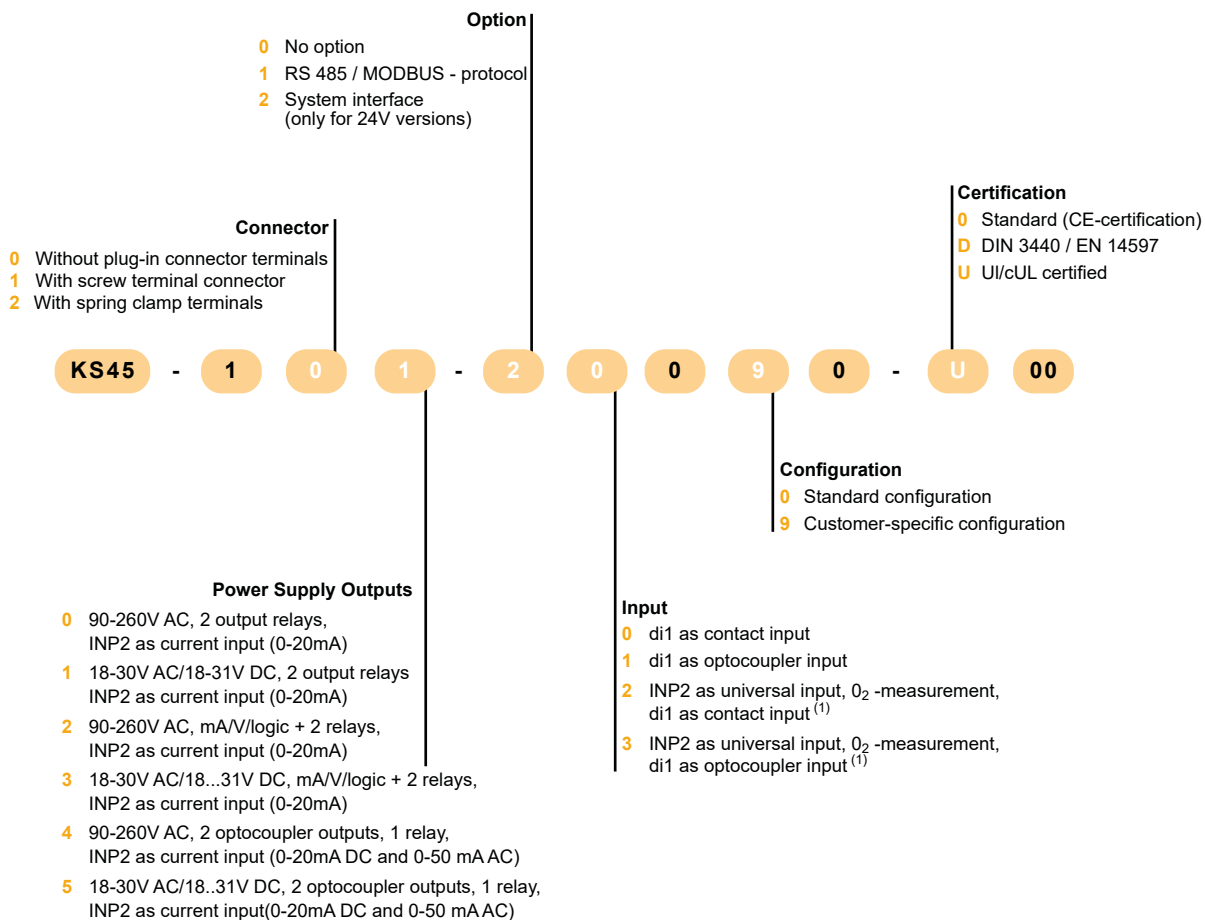 Option
0 No option
1 RS 485 / MODBUS - protocol
2 System interface
(only for 24V versions)
Certification
0 Standard (CE-certification)
D DIN 3440 / EN 14597
U Ul/cUL certified
Connector
0 Without plug-in connector terminals
1 With screw terminal connector
2 With spring clamp terminals
KS45 - 1 0 1 - 2 0 0 9 0 - U 00
Configuration
0 Standard configuration
9 Customer-specific configuration
Power Supply Outputs
0 90-260V AC, 2 output relays,
INP2 as current input (0-20mA)
1 18-30V AC/18-31V DC, 2 output relays
INP2 as current input (0-20mA)
2 90-260V AC, mA/V/logic + 2 relays,
INP2 as current input (0-20mA)
3 18-30V AC/18...31V DC, mA/V/logic + 2 relays,
INP2 as current input (0-20mA)
4 90-260V AC, 2 optocoupler outputs, 1 relay,
INP2 as current input (0-20mA DC and 0-50 mA AC)
5 18-30V AC/18..31V DC, 2 optocoupler outputs, 1 relay,
INP2 as current input(0-20mA DC and 0-50 mA AC)
Input
0 di1 as contact input
1 di1 as optocoupler input
2 INP2 as universal input, 0₂ -measurement,
di1 as contact input (1)
3 INP2 as universal input, 0₂ -measurement,
di1 as optocoupler input (1)